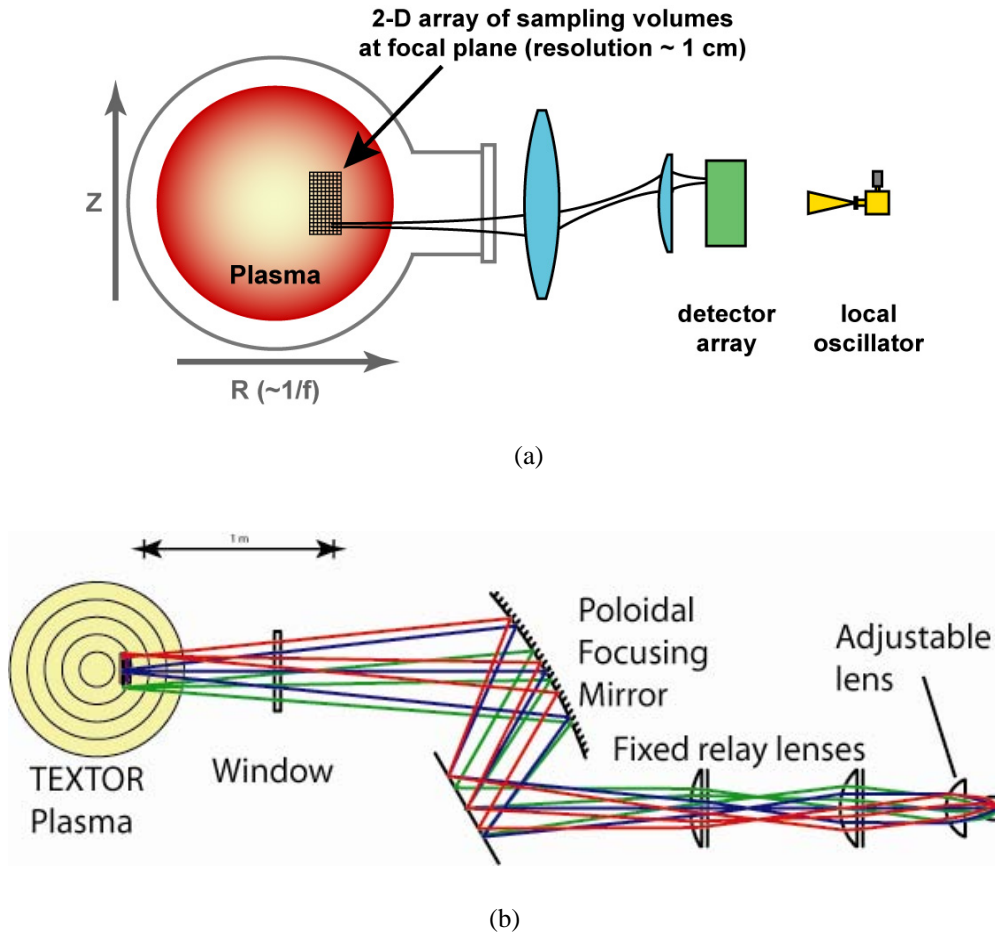 2-D array of sampling volumes
at focal plane (resolution ~ 1 cm)
Z
Plasma
detector
array
local
oscillator
R (~1/f)
(a)
1 m
Poloidal
Focusing
Mirror
Adjustable
lens
Fixed relay lenses
Window
TEXTOR
Plasma
(b)